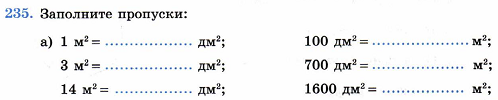 235. Заполните пропуски:
а) 1 м² = .................... дм²; 100 дм² = ...................... м²;
3 м² = .................... дм²; 700 дм² = ...................... м²;
14 м² = .................... дм²; 1600 дм² = .................... м²;